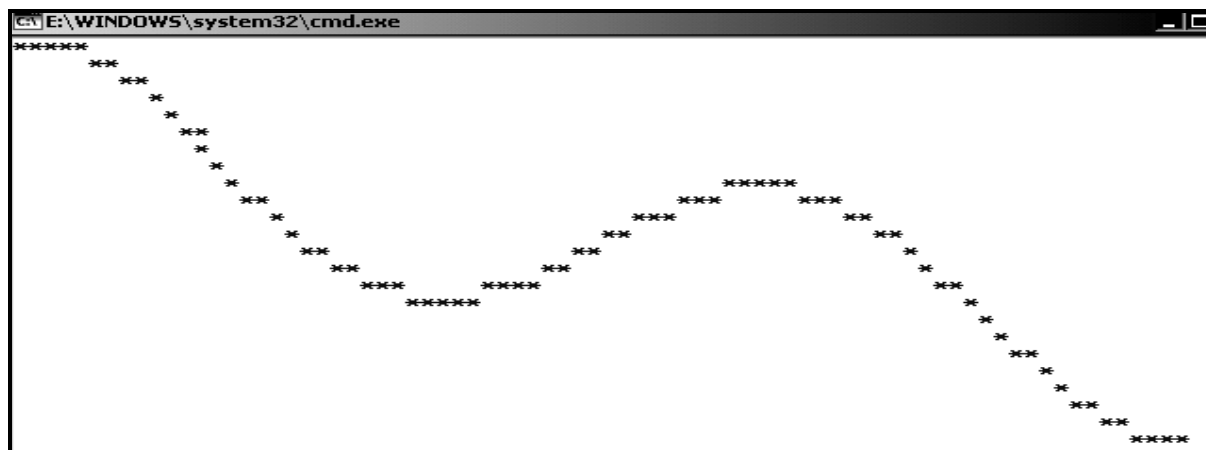 C:\ E:\WINDOWS\system32\cmd.exe
*****
     **
       **
         *
          *
           **
            *
             *
              *                                *****
               **                           ***     ***
                 *                       ***           **
                  *                    **                **
                   **                **                    *
                     **            **                       *
                       ***     ****                          **
                          *****                                *
                                                                *
                                                                 *
                                                                  **
                                                                    *
                                                                     *
                                                                      **
                                                                        **
                                                                          ****